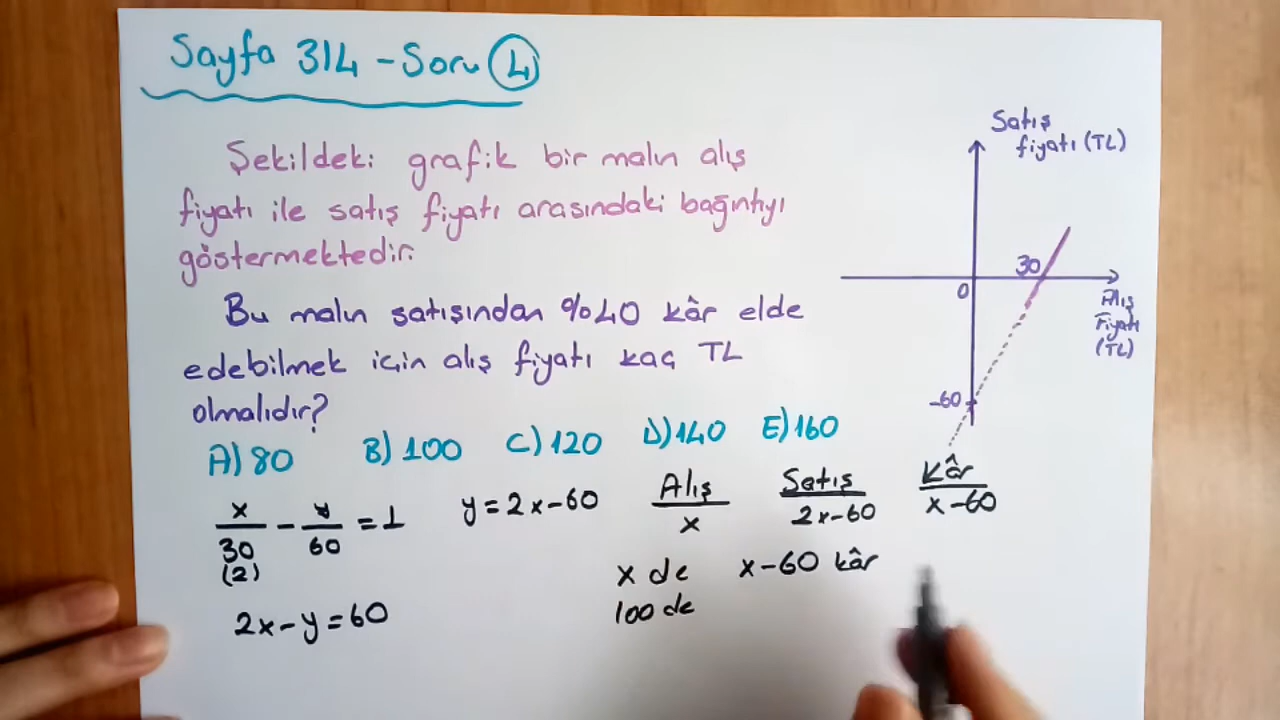 Sayfa 314 - Soru 4
Şekildeki grafik bir malın alış
fiyatı ile satış fiyatı arasındaki bağıntıyı
göstermektedir.
Bu malın satışından %40 kâr elde
edebilmek için alış fiyatı kaç TL
olmalıdır?
A) 80 B) 100 C) 120 D) 140 E) 160
Satış
fiyatı (TL)
30
0
Alış
Fiyatı
(TL)
-60
x/30 - y/60 = 1
(2)
2x - y = 60
y = 2x - 60
Alış Satış Kâr
x 2x-60 x-60
x de x-60 kâr
100 de